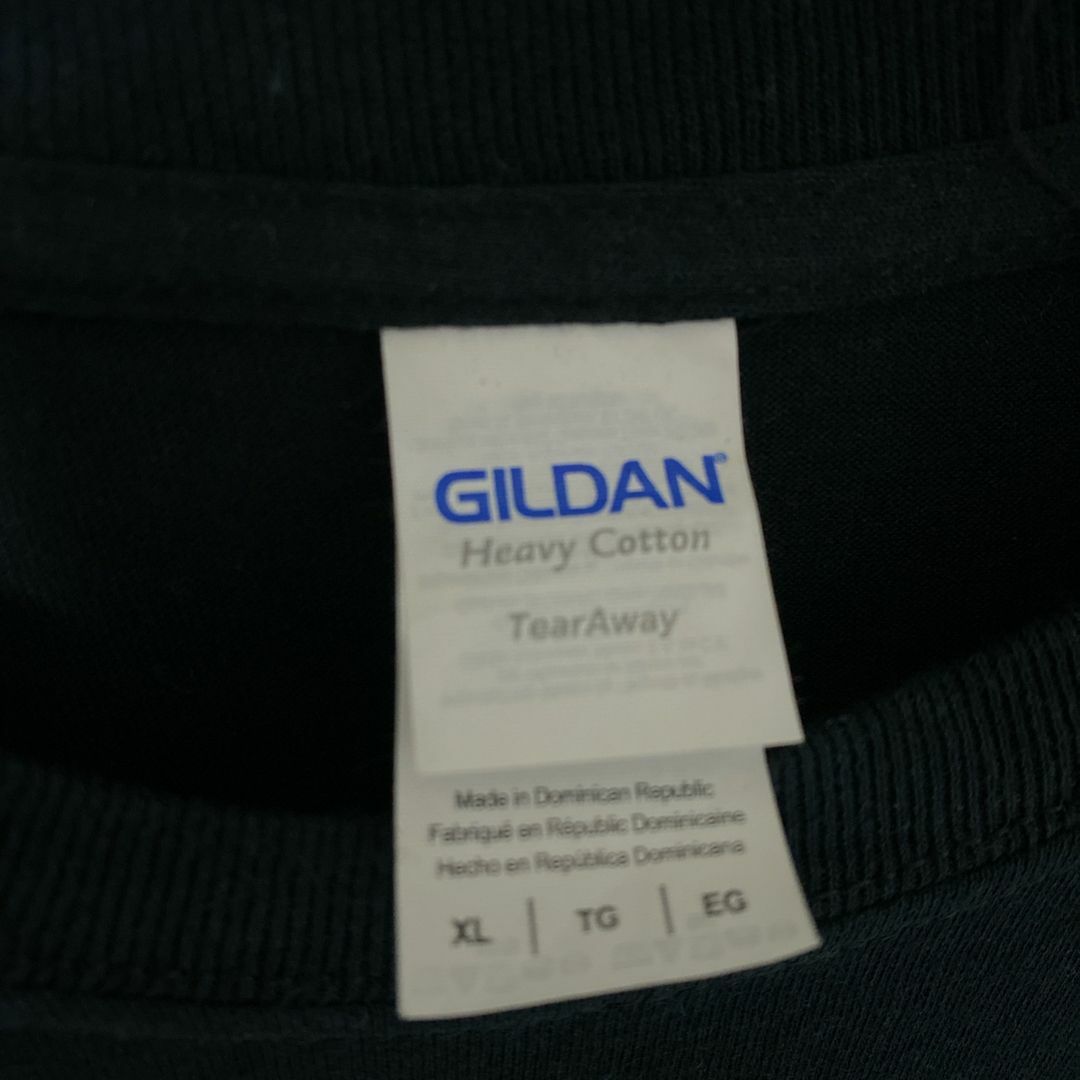 GILDAN®
Heavy Cotton
TearAway
Made in Dominican Republic
Fabriqué en Républic Dominicaine
Hecho en República Dominicana
XL | TG | EG